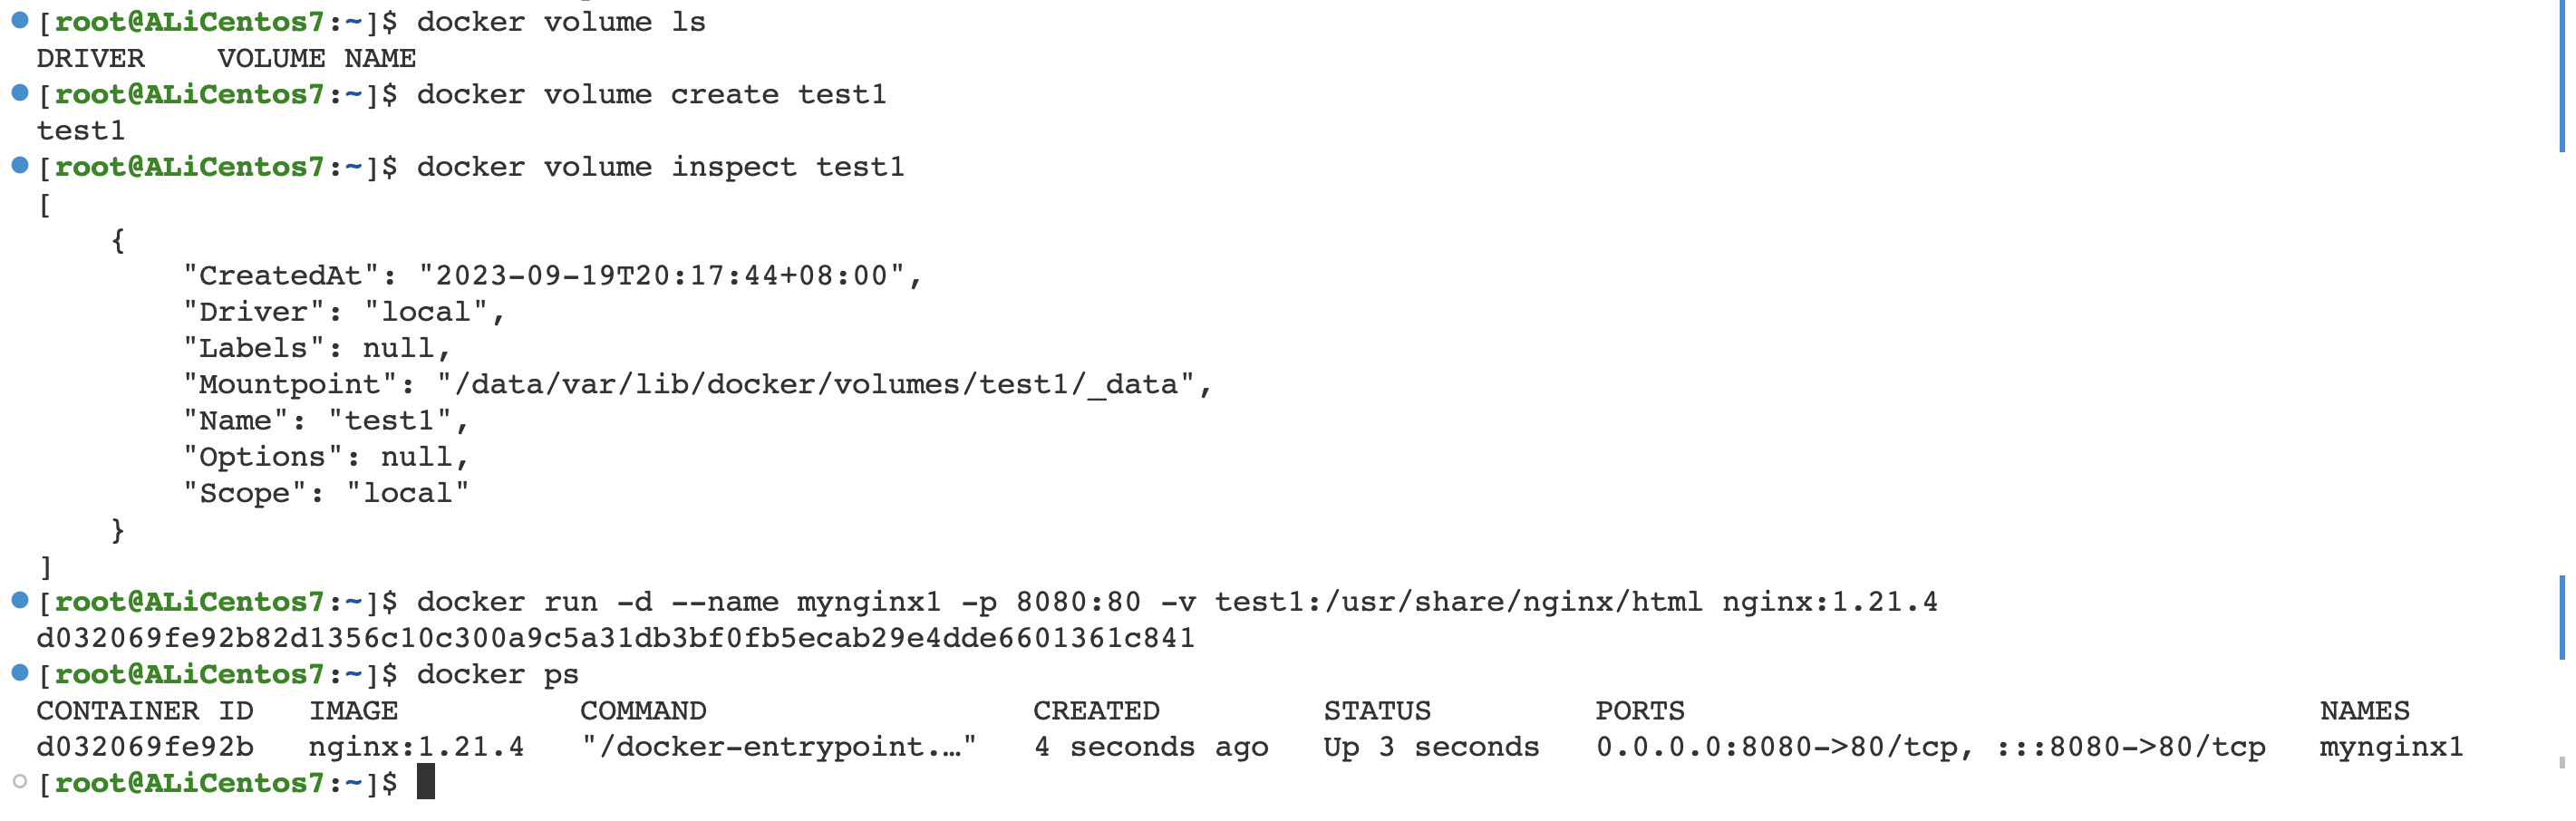 [root@ALiCentos7:~]$ docker volume ls
DRIVER    VOLUME NAME
[root@ALiCentos7:~]$ docker volume create test1
test1
[root@ALiCentos7:~]$ docker volume inspect test1
[
    {
        "CreatedAt": "2023-09-19T20:17:44+08:00",
        "Driver": "local",
        "Labels": null,
        "Mountpoint": "/data/var/lib/docker/volumes/test1/_data",
        "Name": "test1",
        "Options": null,
        "Scope": "local"
    }
]
[root@ALiCentos7:~]$ docker run -d --name mynginx1 -p 8080:80 -v test1:/usr/share/nginx/html nginx:1.21.4
d032069fe92b82d1356c10c300a9c5a31db3bf0fb5ecab29e4dde6601361c841
[root@ALiCentos7:~]$ docker ps
CONTAINER ID   IMAGE          COMMAND                  CREATED         STATUS         PORTS                                   NAMES
d032069fe92b   nginx:1.21.4   "/docker-entrypoint.…"   4 seconds ago   Up 3 seconds   0.0.0.0:8080->80/tcp, :::8080->80/tcp   mynginx1
[root@ALiCentos7:~]$